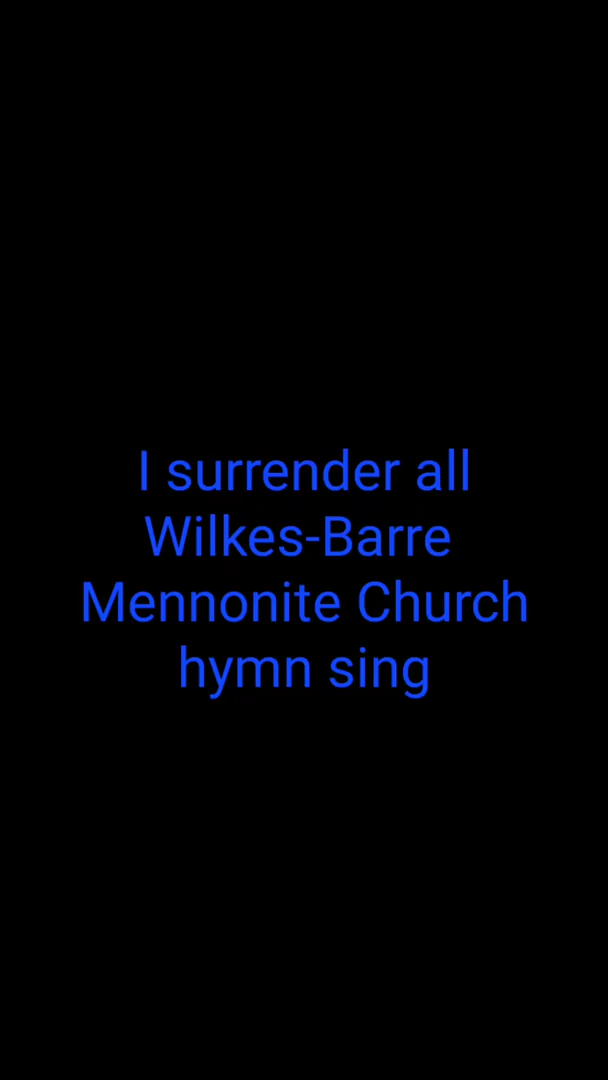 I surrender all
Wilkes-Barre
Mennonite Church
hymn sing